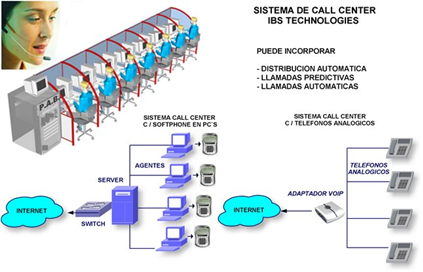 SISTEMA DE CALL CENTER
IBS TECHNOLOGIES
PUEDE INCORPORAR
- DISTRIBUCION AUTOMATICA
- LLAMADAS PREDICTIVAS
- LLAMADAS AUTOMATICAS
P.A.B.
SISTEMA CALL CENTER
C / SOFTPHONE EN PC´S
AGENTES
SERVER
INTERNET
SWITCH
SISTEMA CALL CENTER
C / TELEFONOS ANALOGICOS
TELEFONOS
ANALOGICOS
ADAPTADOR VOIP
INTERNET